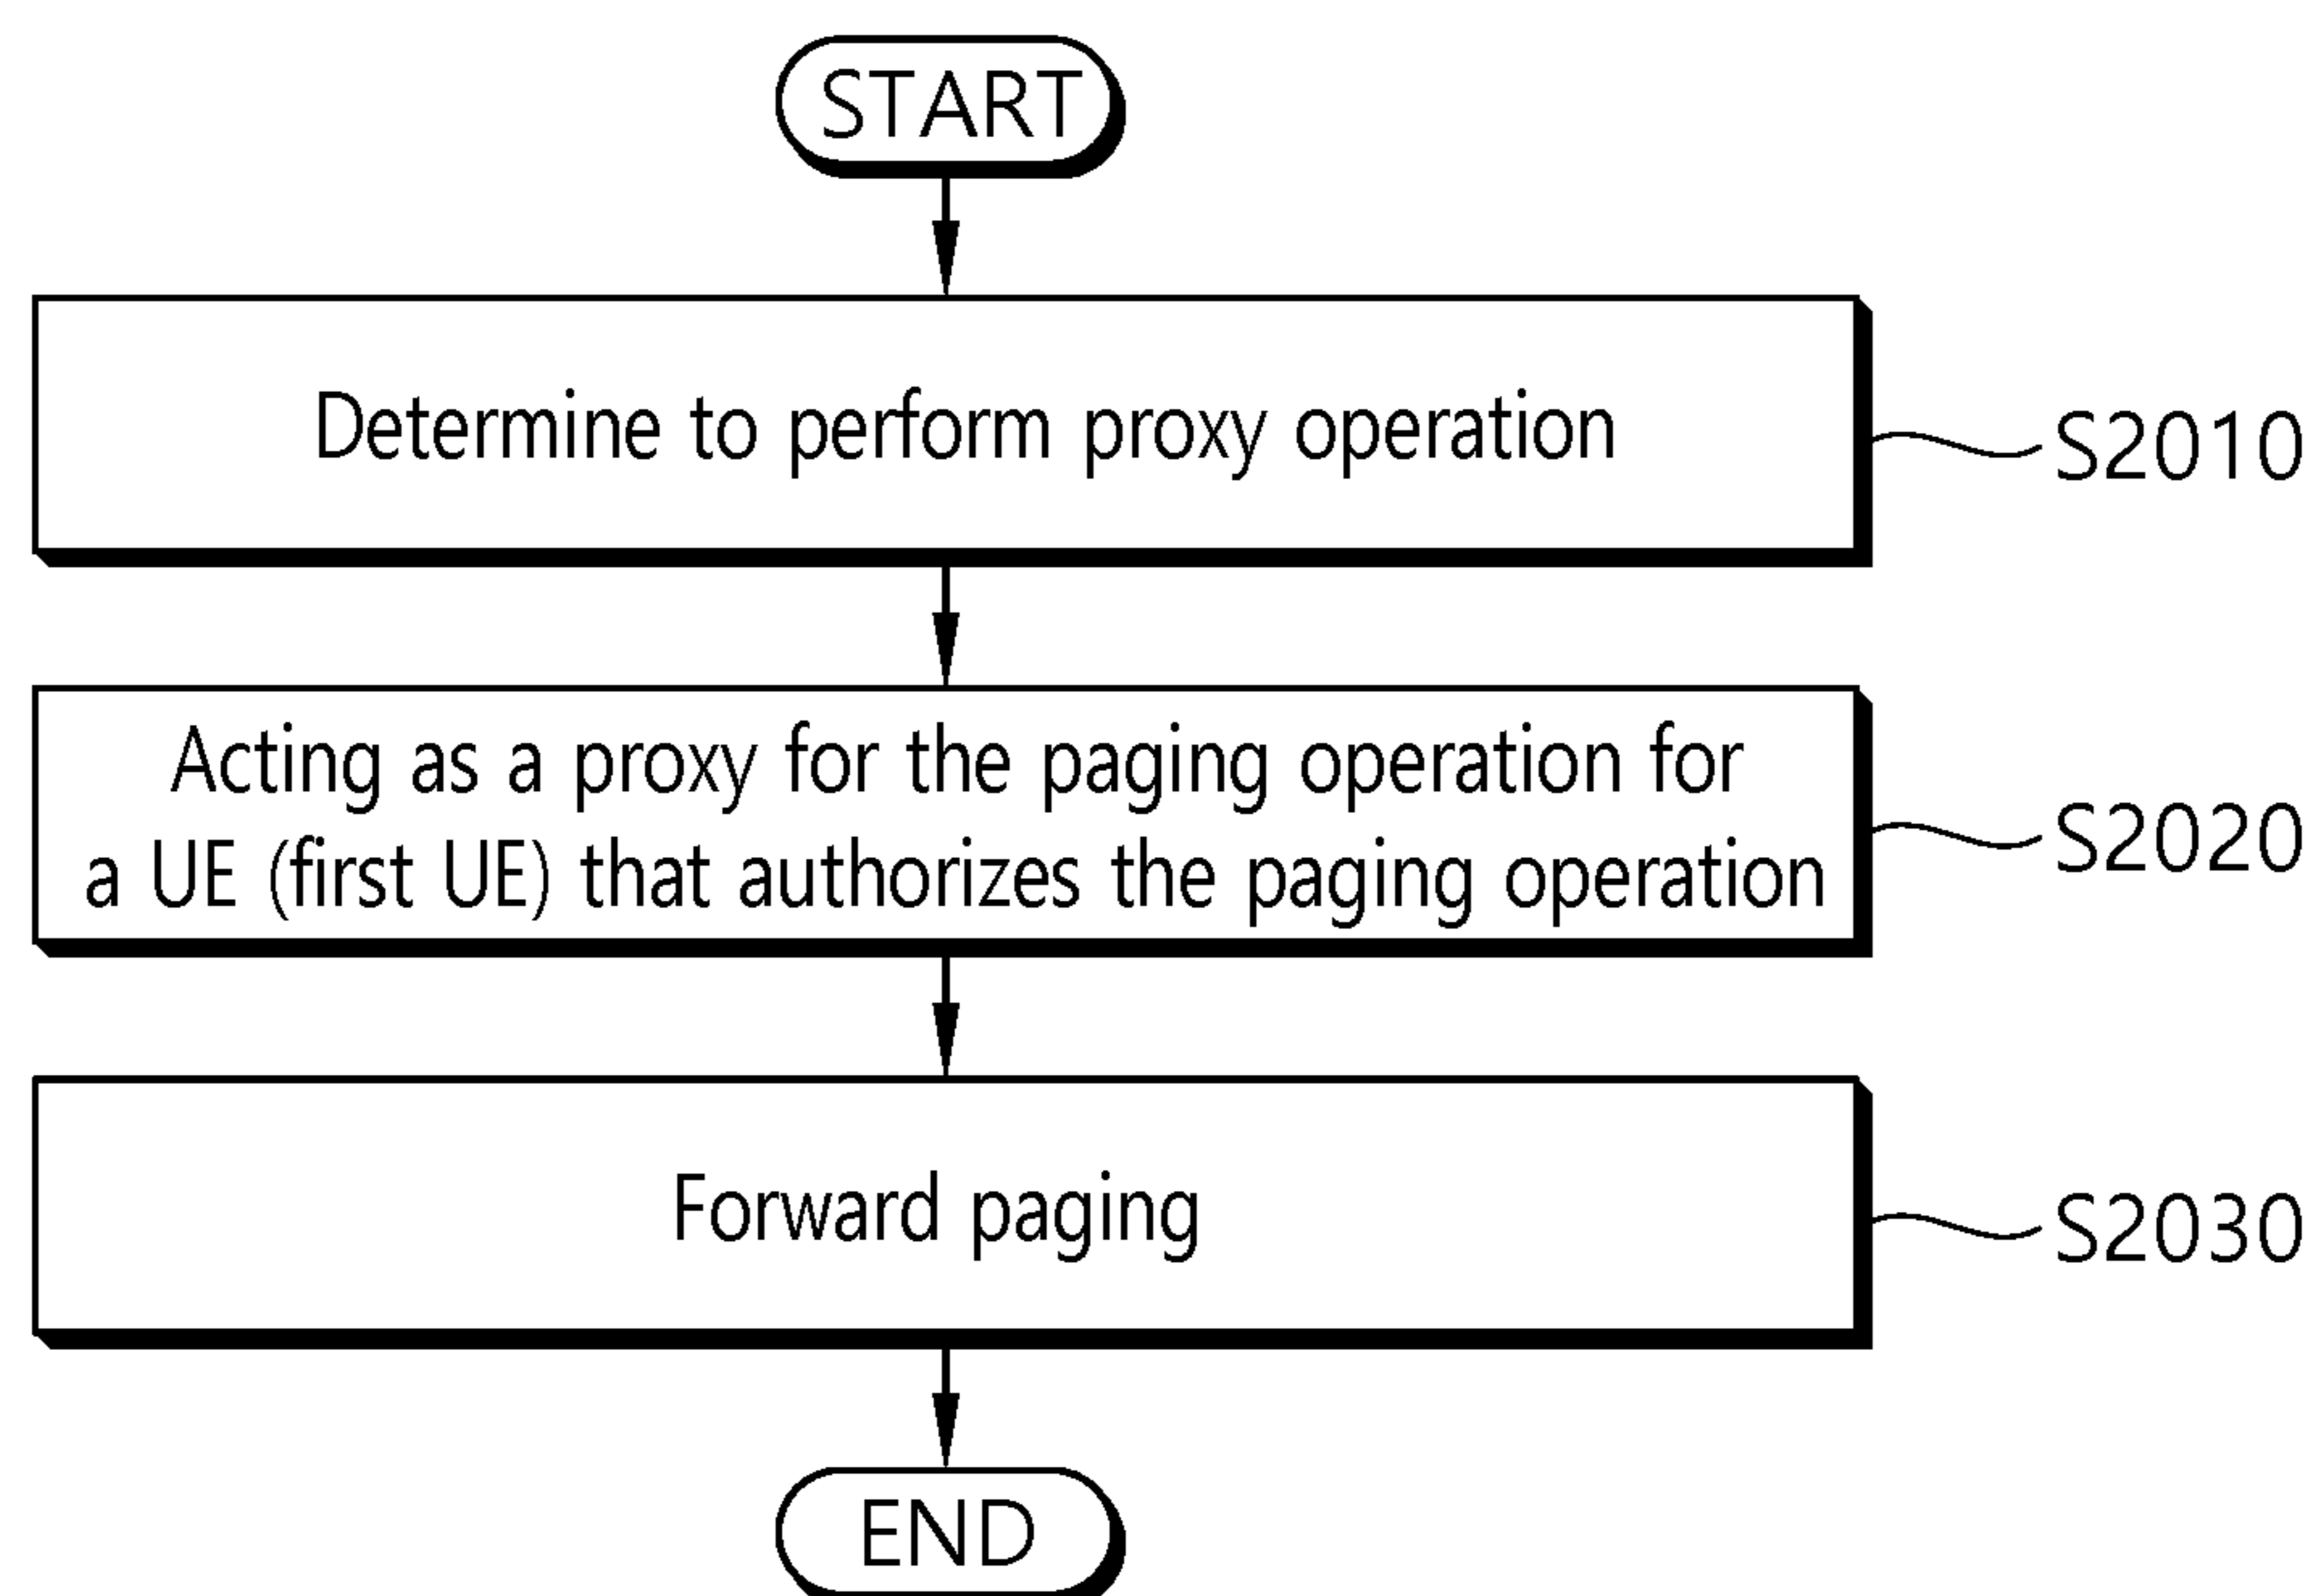 START
Determine to perform proxy operation
S2010
Acting as a proxy for the paging operation for
a UE (first UE) that authorizes the paging operation
S2020
Forward paging
S2030
END